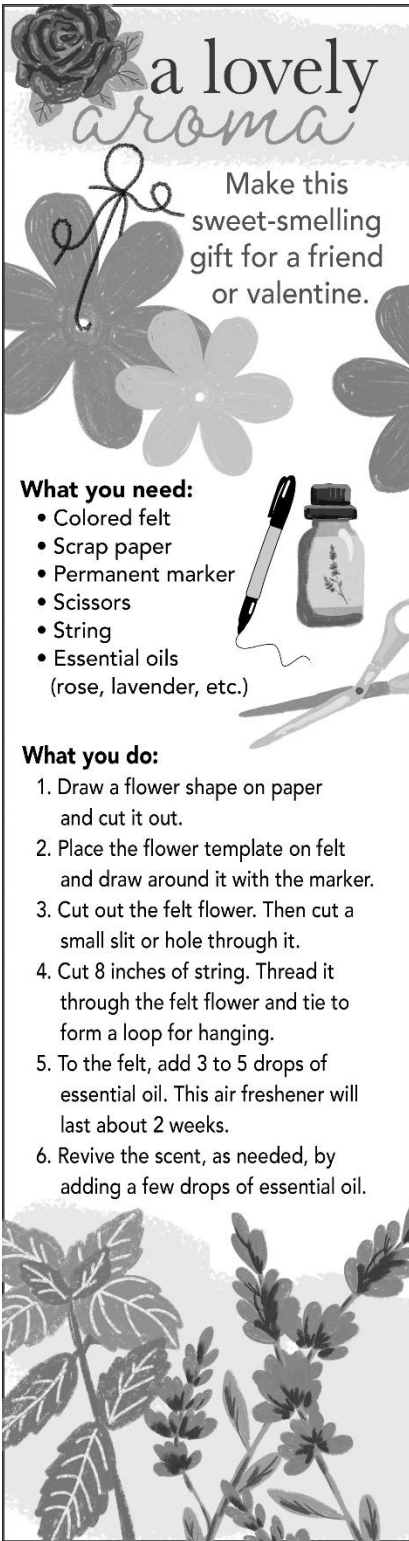 a lovely
aroma
Make this
sweet-smelling
gift for a friend
or valentine.
What you need:
• Colored felt
• Scrap paper
• Permanent marker
• Scissors
• String
• Essential oils
(rose, lavender, etc.)
What you do:
1. Draw a flower shape on paper
and cut it out.
2. Place the flower template on felt
and draw around it with the marker.
3. Cut out the felt flower. Then cut a
small slit or hole through it.
4. Cut 8 inches of string. Thread it
through the felt flower and tie to
form a loop for hanging.
5. To the felt, add 3 to 5 drops of
essential oil. This air freshener will
last about 2 weeks.
6. Revive the scent, as needed, by
adding a few drops of essential oil.